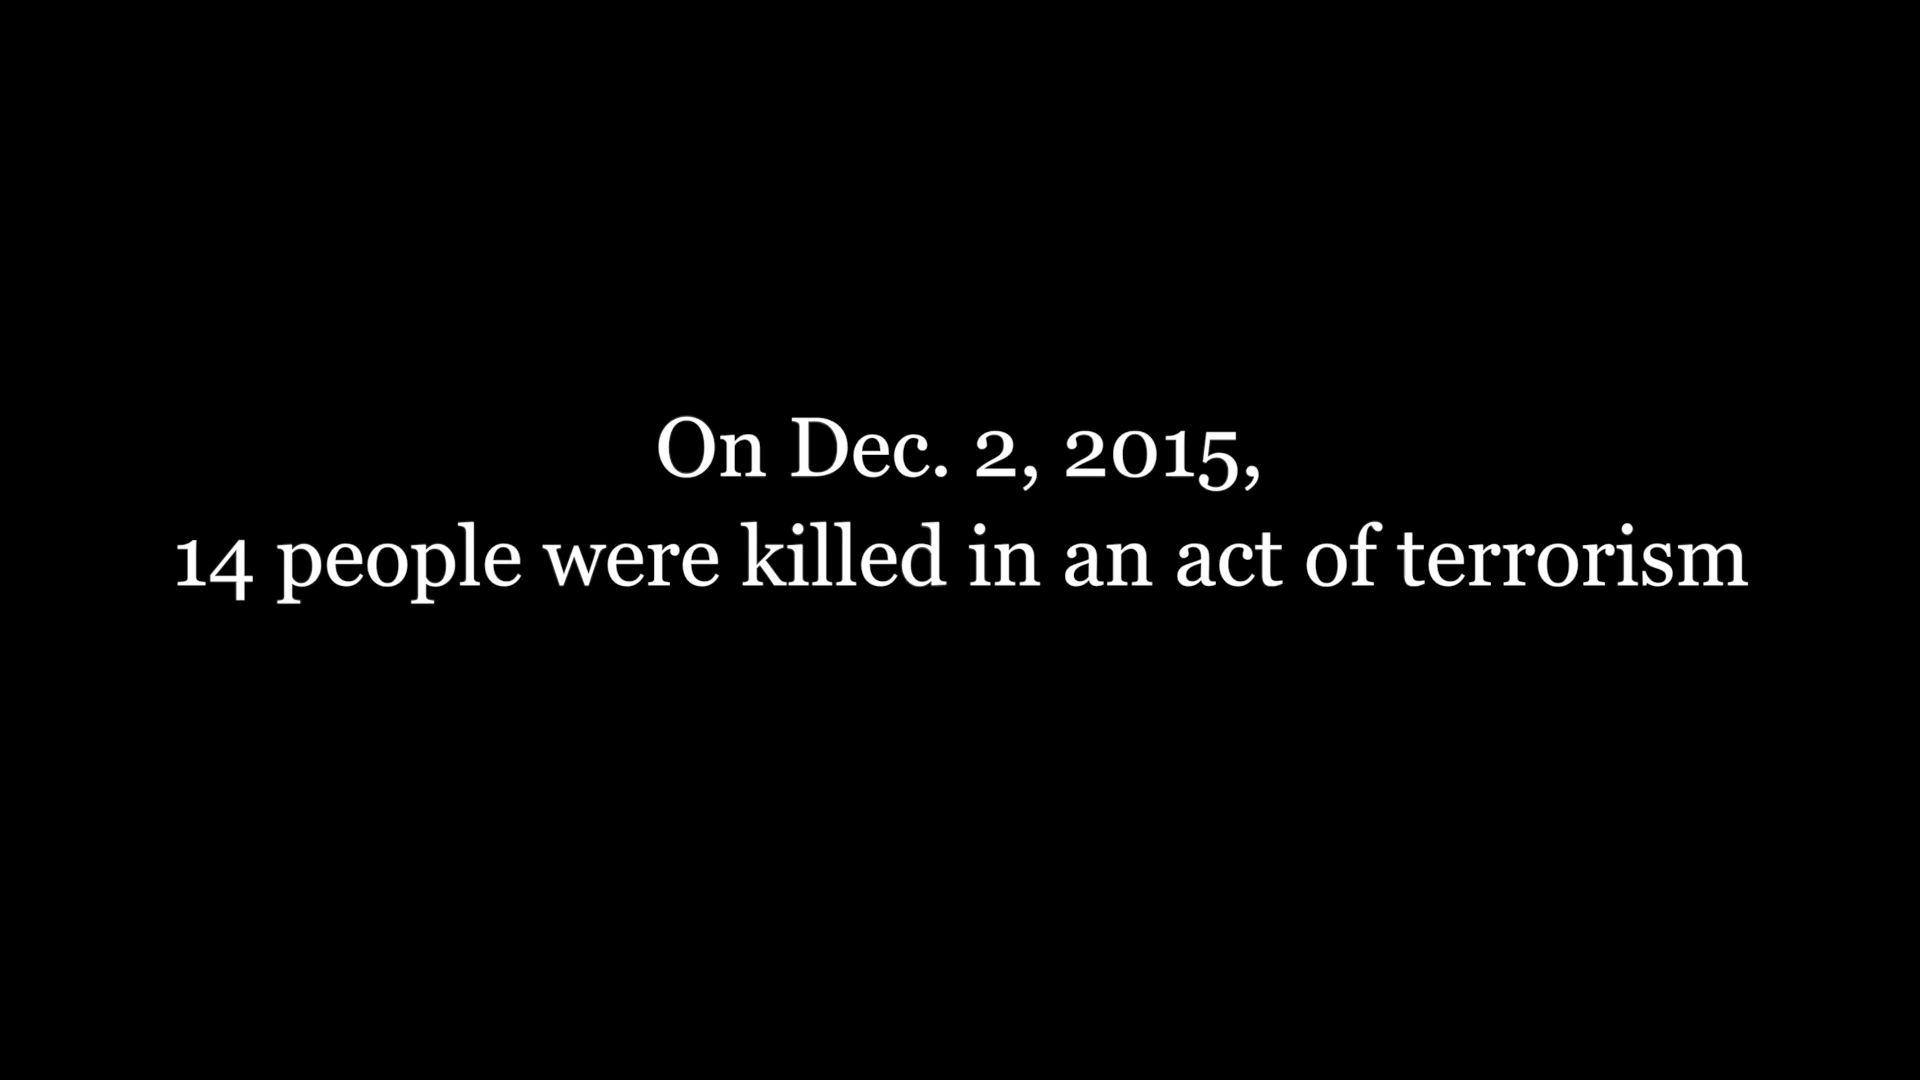 On Dec. 2, 2015,
14 people were killed in an act of terrorism